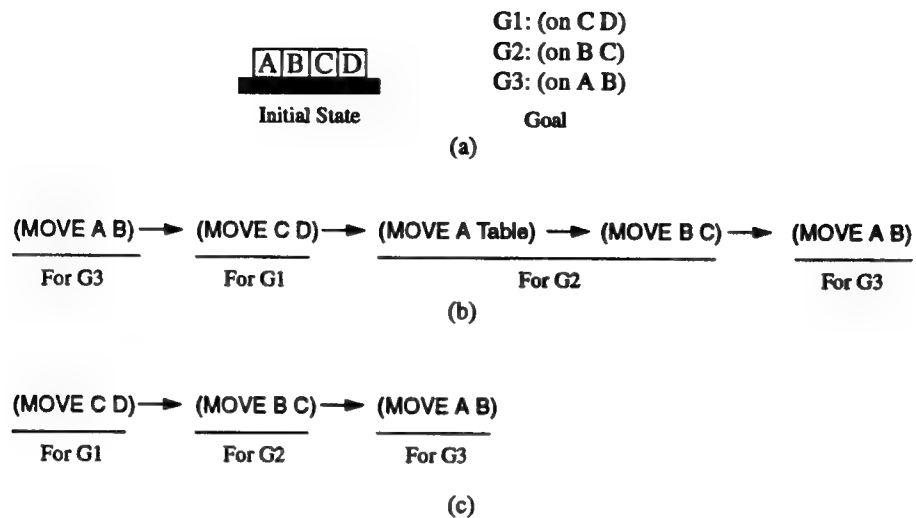 G1: (on C D)
G2: (on B C)
G3: (on A B)
A B C D
Initial State
Goal
(a)
(MOVE A B) (MOVE C D) (MOVE A Table) (MOVE B C) (MOVE A B)
For G3 For G1 For G2 For G3
(b)
(MOVE C D) (MOVE B C) (MOVE A B)
For G1 For G2 For G3
(c)